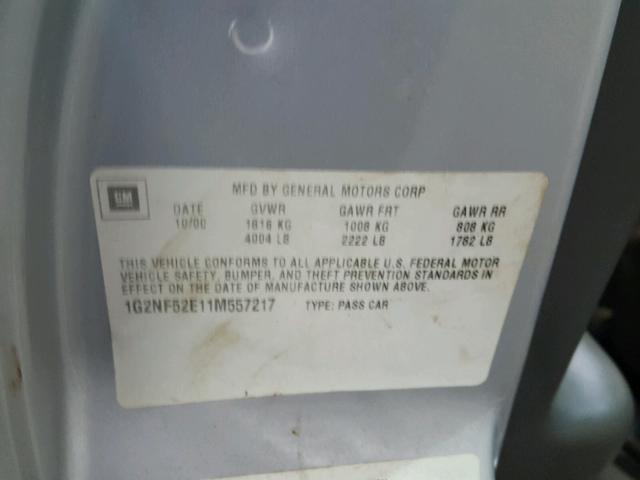 GM
MFD BY GENERAL MOTORS CORP
DATE GVWR GAWR FRT GAWR RR
10/00 1816 KG 1008 KG 808 KG
4004 LB 2222 LB 1782 LB
THIS VEHICLE CONFORMS TO ALL APPLICABLE U.S. FEDERAL MOTOR
VEHICLE SAFETY, BUMPER, AND THEFT PREVENTION STANDARDS IN
EFFECT ON THE DATE OF MANUFACTURE SHOWN ABOVE.
1G2NF52E11M557217 TYPE: PASS CAR